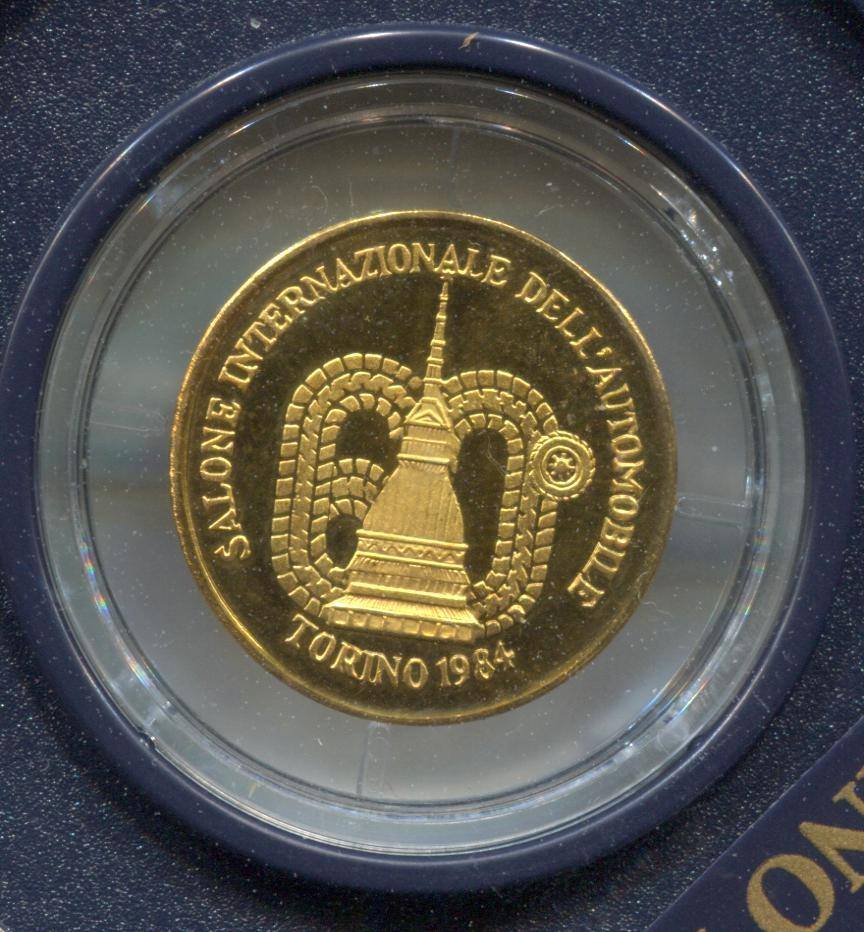 SALONE INTERNAZIONALE DELL'AUTOMOBILE
60
TORINO 1984